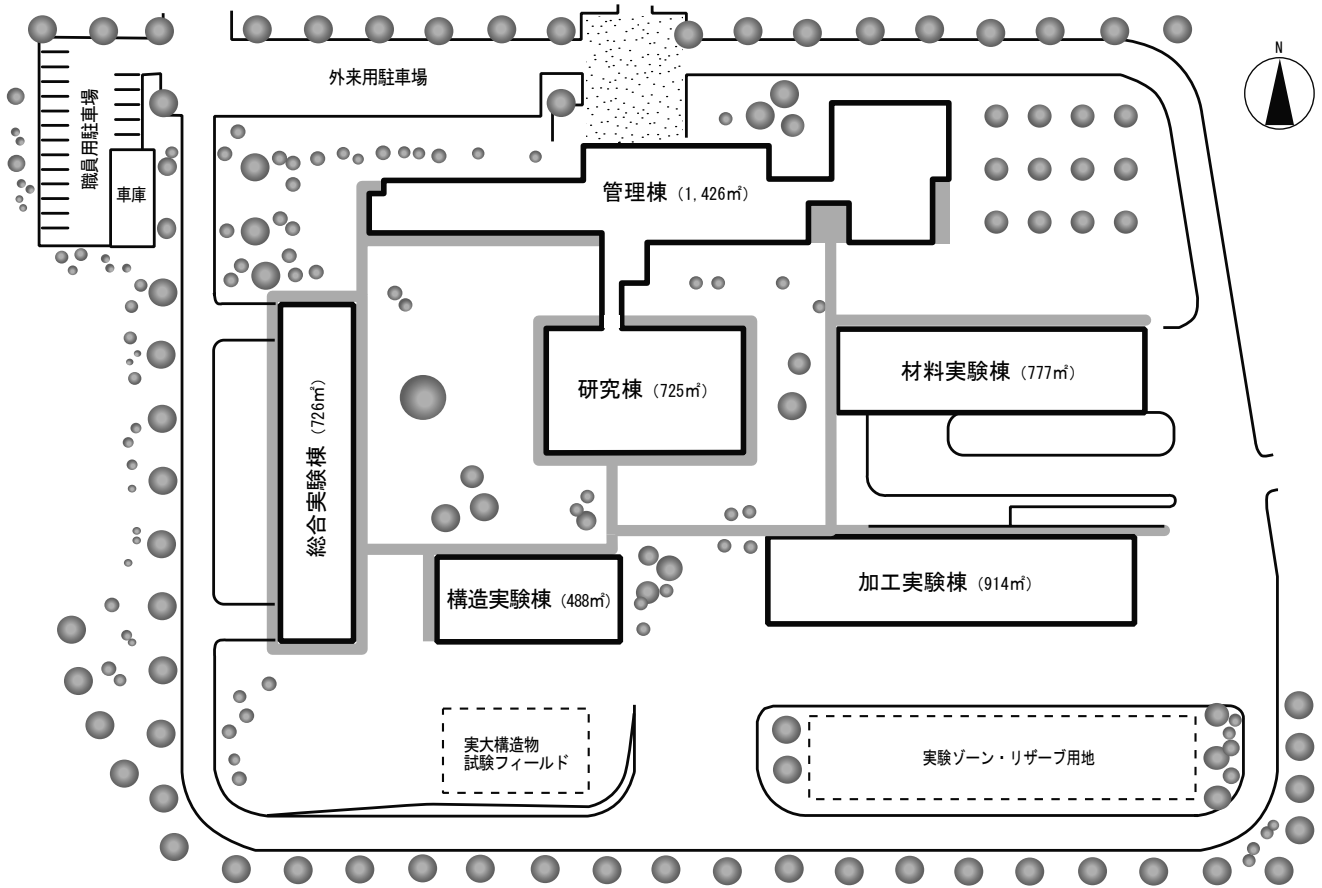 N
外来用駐車場
職員用駐車場
車庫
管理棟（1,426㎡）
総合実験棟（726㎡）
研究棟（725㎡）
材料実験棟（777㎡）
構造実験棟（488㎡）
加工実験棟（914㎡）
実大構造物
試験フィールド
実験ゾーン・リザーブ用地